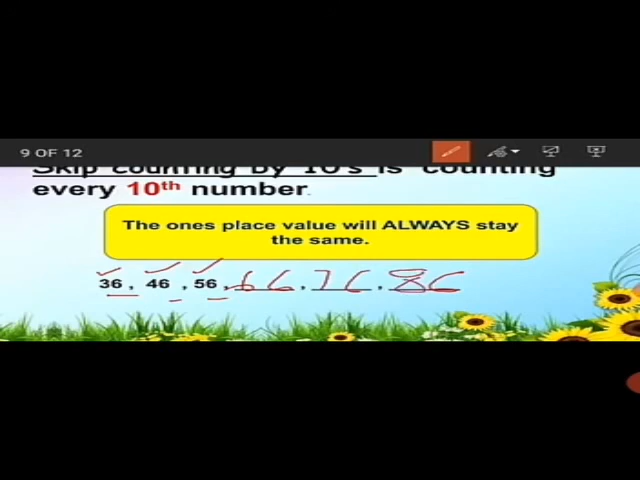 9 OF 12
Skip counting by 10's is counting
every 10th number.
The ones place value will ALWAYS stay
the same.
36, 46, 56, 66, 76, 86